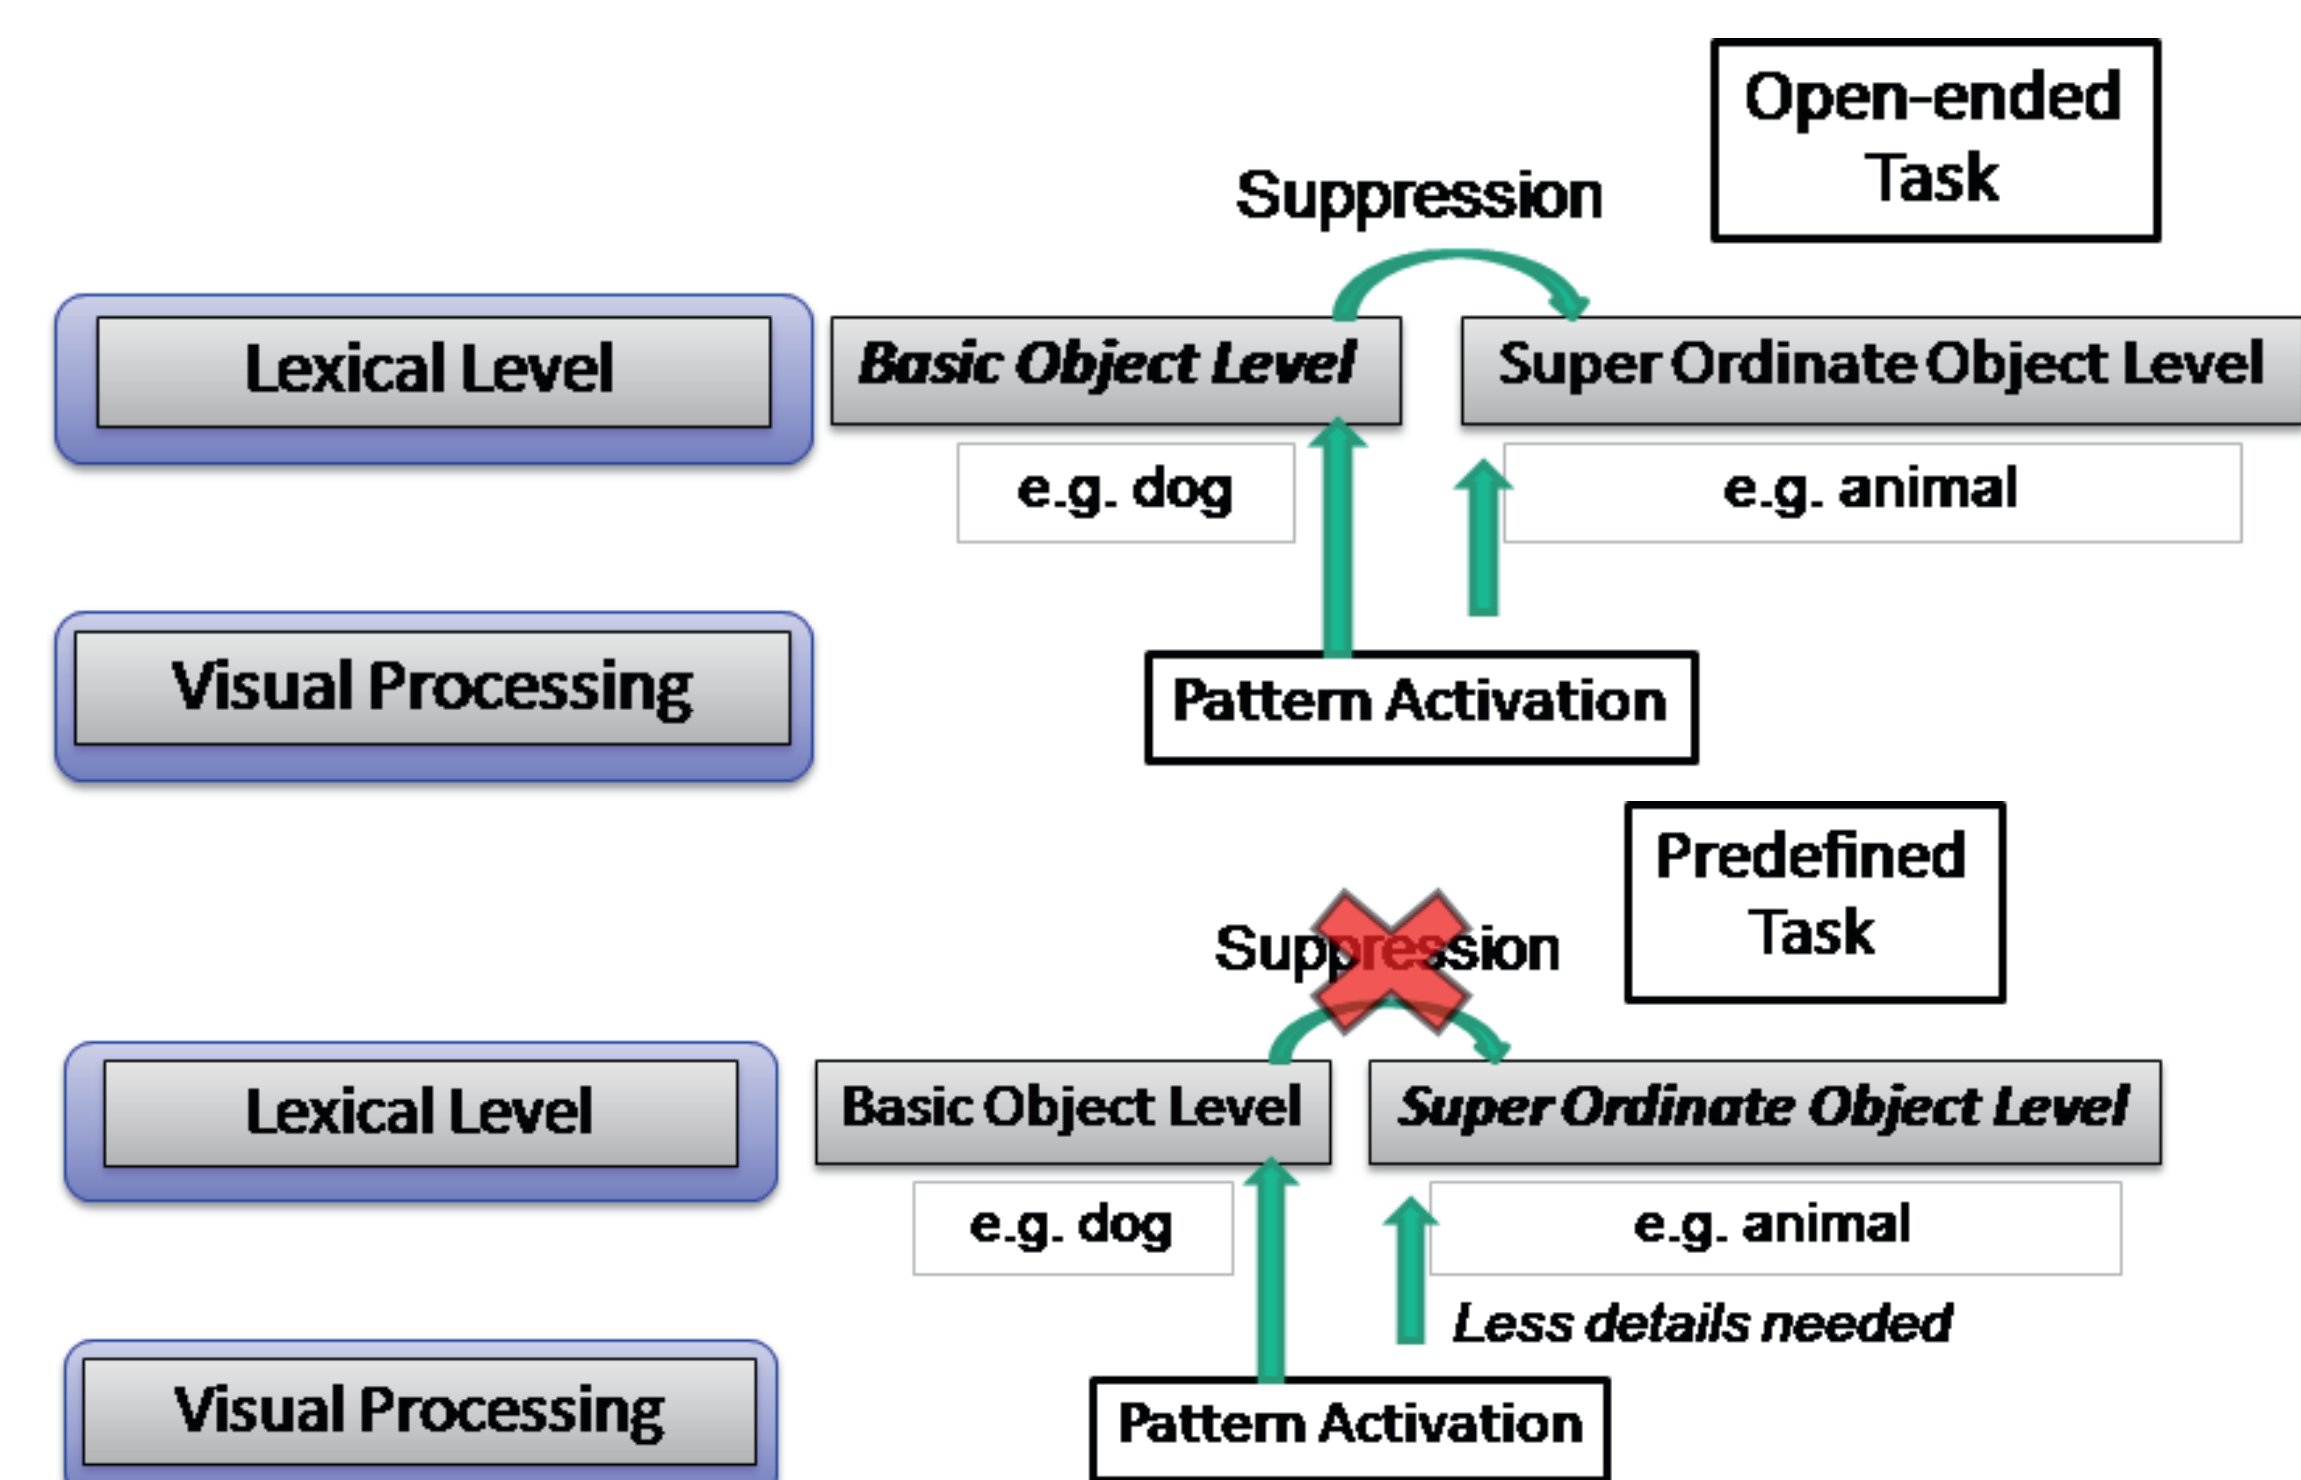 Open-ended
Task
Suppression
Lexical Level
Basic Object Level
Super Ordinate Object Level
e.g. dog
e.g. animal
Visual Processing
Pattern Activation
Predefined
Task
Suppression
Lexical Level
Basic Object Level
Super Ordinate Object Level
e.g. dog
e.g. animal
Less details needed
Visual Processing
Pattern Activation